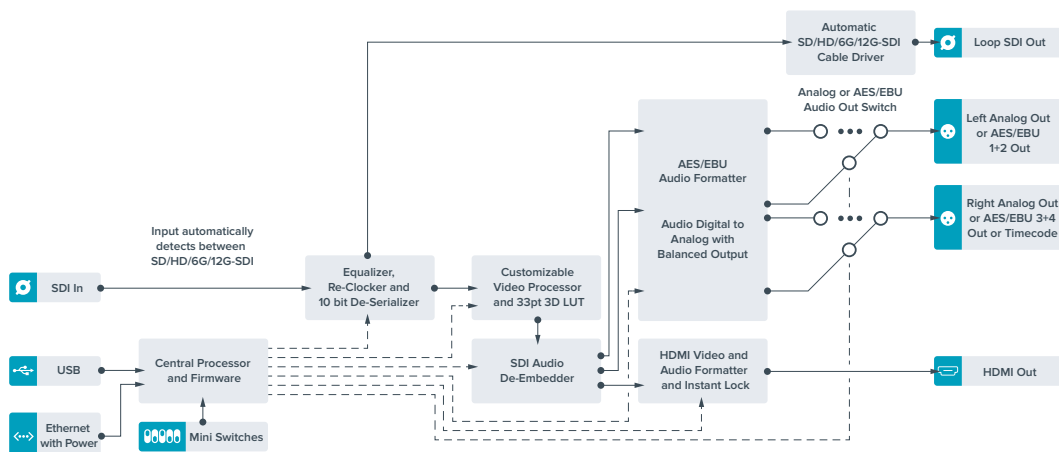 Automatic
SD/HD/6G/12G-SDI
Cable Driver
Loop SDI Out
Analog or AES/EBU
Audio Out Switch
Left Analog Out
or AES/EBU
1+2 Out
AES/EBU
Audio Formatter
Audio Digital to
Analog with
Balanced Output
Right Analog Out
or AES/EBU 3+4
Out or Timecode
Input automatically
detects between
SD/HD/6G/12G-SDI
SDI In
Equalizer,
Re-Clocker and
10 bit De-Serializer
Customizable
Video Processor
and 33pt 3D LUT
USB
Central Processor
and Firmware
SDI Audio
De-Embedder
HDMI Video and
Audio Formatter
and Instant Lock
HDMI Out
Ethernet
with Power
Mini Switches